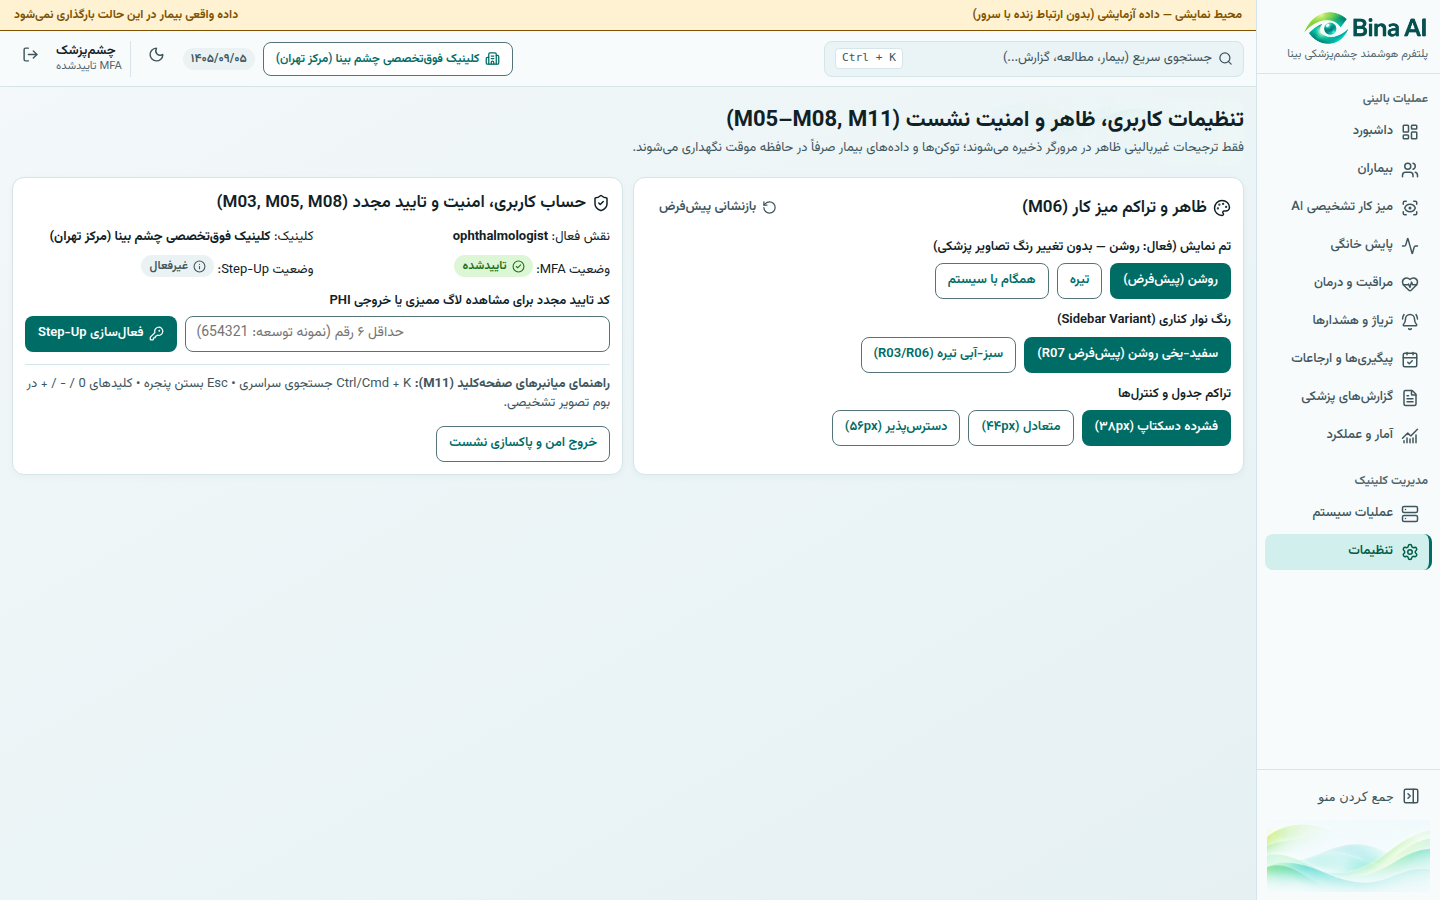 محیط نمایشی — داده آزمایشی (بدون ارتباط زنده با سرور)
داده واقعی بیمار در این حالت بارگذاری نمی‌شود
Bina AI
پلتفرم هوشمند چشم‌پزشکی بینا
جستجوی سریع (بیمار، مطالعه، گزارش...)
Ctrl + K
کلینیک فوق‌تخصصی چشم بینا (مرکز تهران)
۱۴۰۵/۰۹/۰۵
چشم‌پزشک
MFA تاییدشده
عملیات بالینی
داشبورد
بیماران
میز کار تشخیصی AI
پایش خانگی
مراقبت و درمان
تریاژ و هشدارها
پیگیری‌ها و ارجاعات
گزارش‌های پزشکی
آمار و عملکرد
مدیریت کلینیک
عملیات سیستم
تنظیمات
جمع کردن منو
تنظیمات کاربری، ظاهر و امنیت نشست (M05–M08, M11)
فقط ترجیحات غیربالینی ظاهر در مرورگر ذخیره می‌شوند؛ توکن‌ها و داده‌های بیمار صرفاً در حافظه موقت نگهداری می‌شوند.
ظاهر و تراکم میز کار (M06)
بازنشانی پیش‌فرض
تم نمایش (فعال: روشن — بدون تغییر رنگ تصاویر پزشکی)
روشن (پیش‌فرض)
تیره
همگام با سیستم
رنگ نوار کناری (Sidebar Variant)
سفید-یخی روشن (پیش‌فرض R07)
سبز-آبی تیره (R03/R06)
تراکم جدول و کنترل‌ها
فشرده دسکتاپ (۳۸px)
متعادل (۴۴px)
دسترس‌پذیر (۵۶px)
حساب کاربری، امنیت و تایید مجدد (M03, M05, M08)
نقش فعال: ophthalmologist
کلینیک: کلینیک فوق‌تخصصی چشم بینا (مرکز تهران)
وضعیت MFA: تاییدشده
وضعیت Step-Up: غیرفعال
کد تایید مجدد برای مشاهده لاگ ممیزی یا خروجی PHI
حداقل ۶ رقم (نمونه توسعه: 654321)
فعال‌سازی Step-Up
راهنمای میانبرهای صفحه‌کلید (M11): Ctrl/Cmd + K جستجوی سراسری • Esc بستن پنجره • کلیدهای 0 / - / + در
بوم تصویر تشخیصی.
خروج امن و پاکسازی نشست